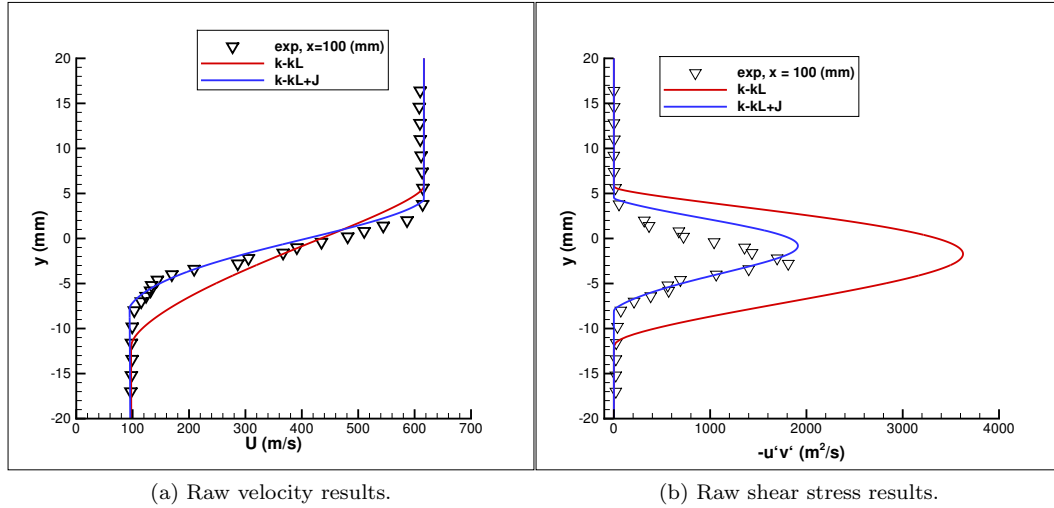 exp, x=100 (mm)
k-kL
k-kL+J
20
15
10
5
0
-5
-10
-15
-20
y (mm)
0 100 200 300 400 500 600 700
U (m/s)
(a) Raw velocity results.
exp, x = 100 (mm)
k-kL
k-kL+J
20
15
10
5
0
-5
-10
-15
-20
y (mm)
0 1000 2000 3000 4000
-u‘v‘ (m²/s)
(b) Raw shear stress results.